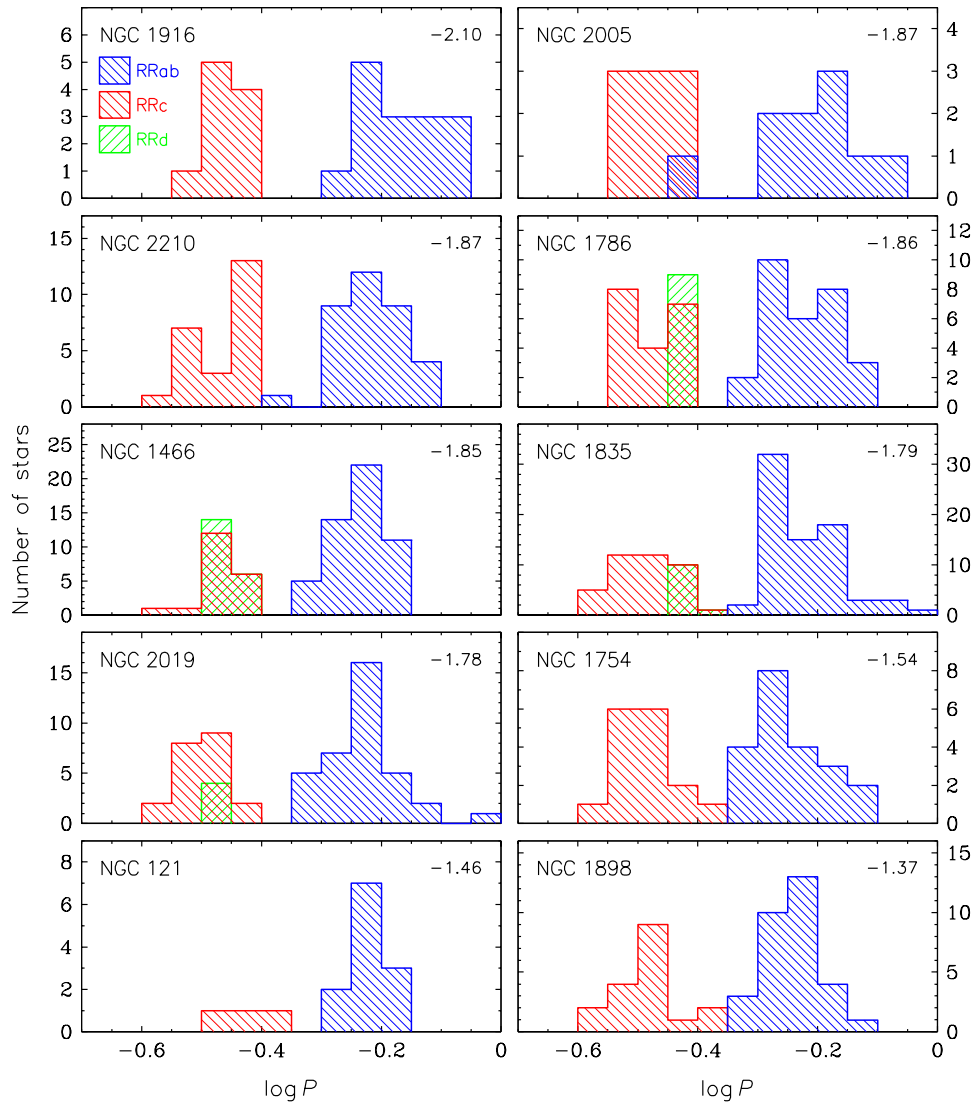 NGC 1916 −2.10
RRab
RRc
RRd
0 1 2 3 4 5 6
NGC 2005 −1.87
0 1 2 3 4
NGC 2210 −1.87
0 5 10 15
NGC 1786 −1.86
0 2 4 6 8 10 12
NGC 1466 −1.85
0 5 10 15 20 25
NGC 1835 −1.79
0 10 20 30
NGC 2019 −1.78
0 5 10 15
NGC 1754 −1.54
0 2 4 6 8
NGC 121 −1.46
0 2 4 6 8
NGC 1898 −1.37
0 5 10 15
Number of stars
−0.6 −0.4 −0.2 0
−0.6 −0.4 −0.2 0
log P
log P